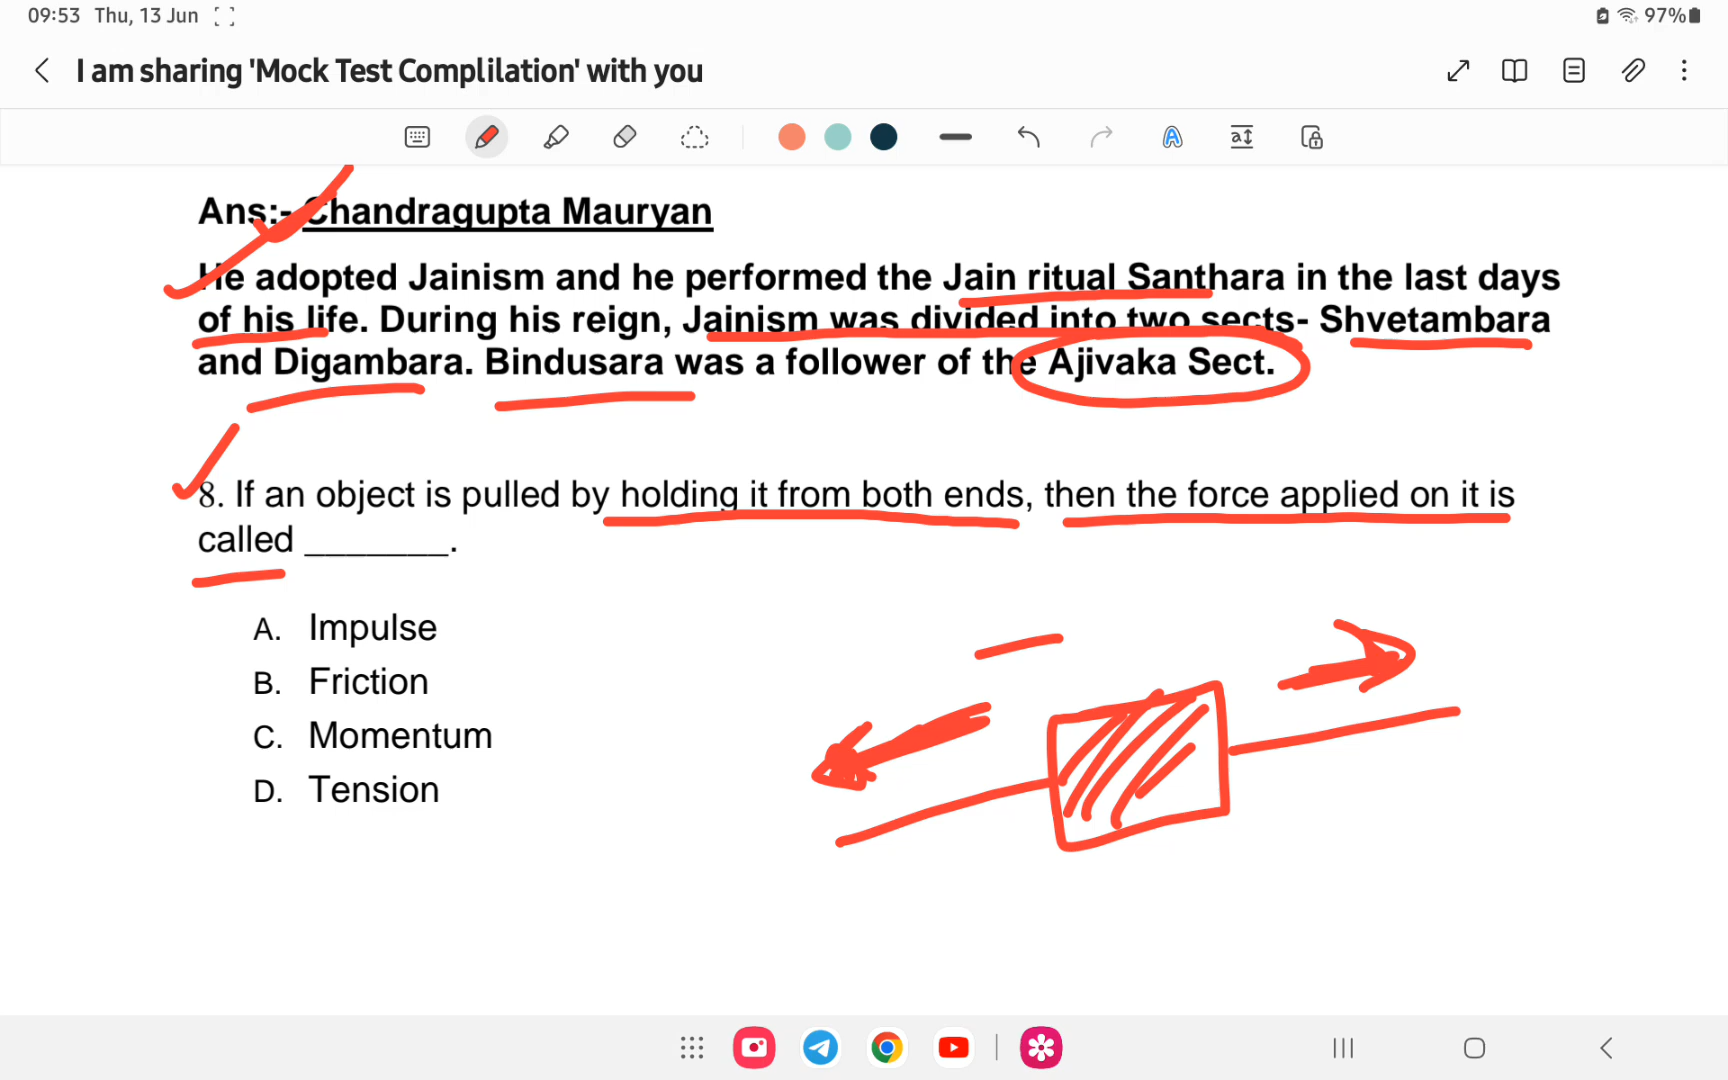 09:53 Thu, 13 Jun
97%
I am sharing 'Mock Test Complilation' with you
Ans:- Chandragupta Mauryan
He adopted Jainism and he performed the Jain ritual Santhara in the last days
of his life. During his reign, Jainism was divided into two sects- Shvetambara
and Digambara. Bindusara was a follower of the Ajivaka Sect.
8. If an object is pulled by holding it from both ends, then the force applied on it is
called _______.
A. Impulse
B. Friction
C. Momentum
D. Tension